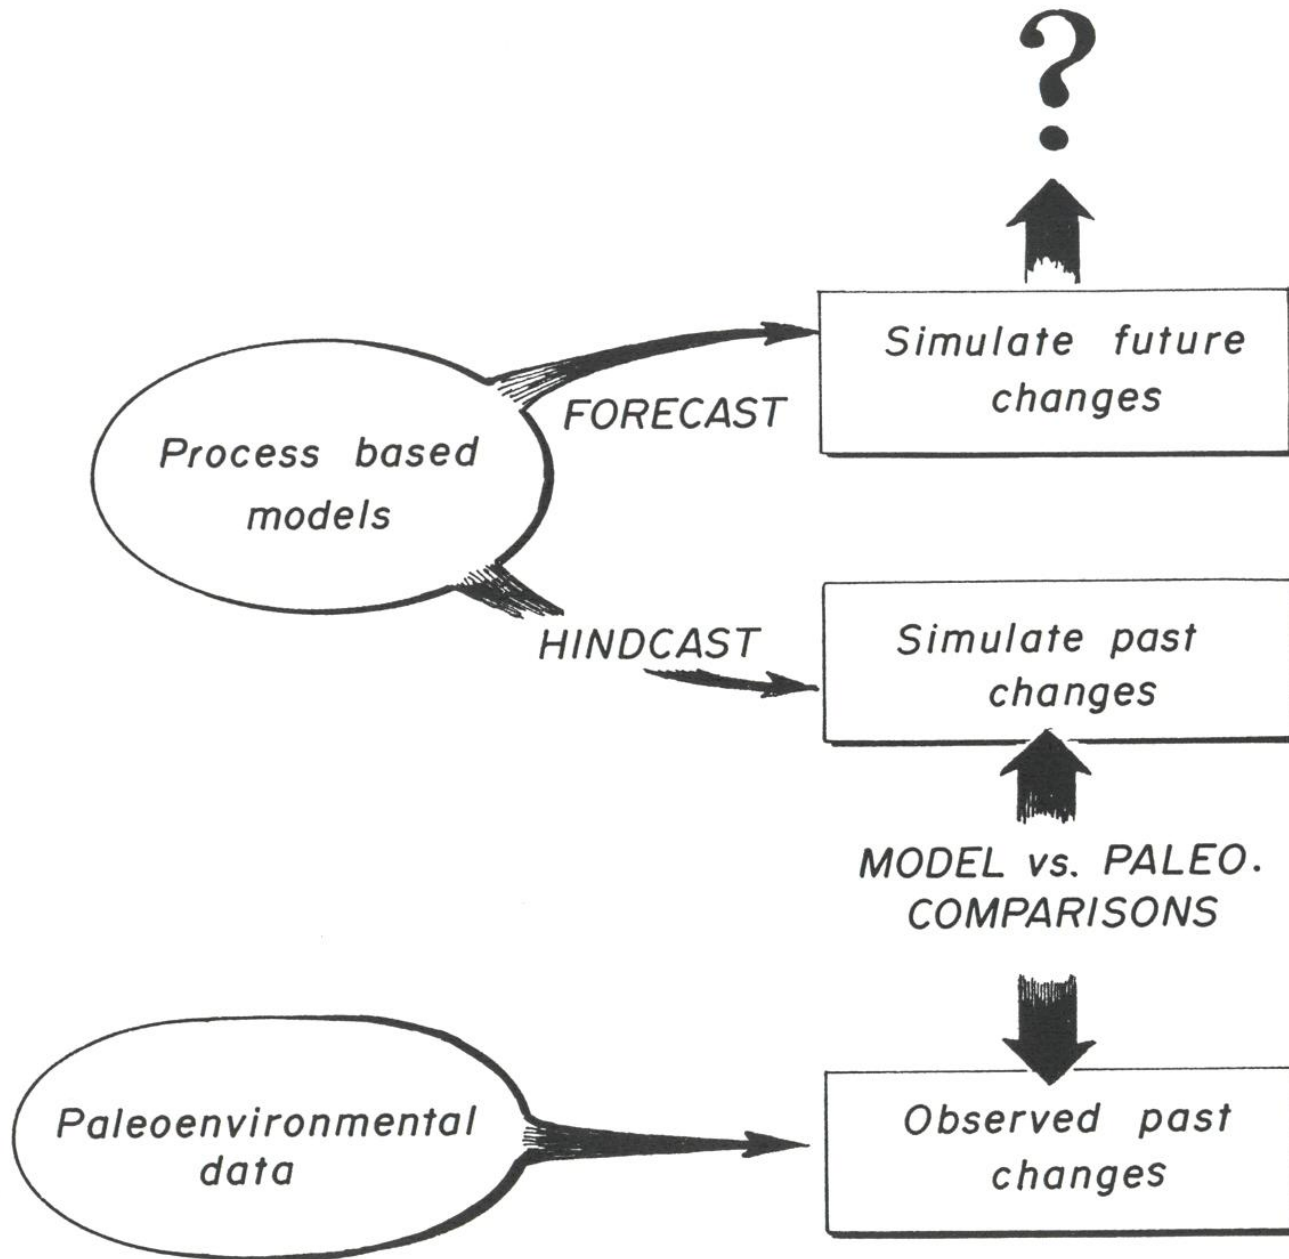 ?
Simulate future
changes
FORECAST
Process based
models
HINDCAST
Simulate past
changes
MODEL vs. PALEO.
COMPARISONS
Paleoenvironmental
data
Observed past
changes